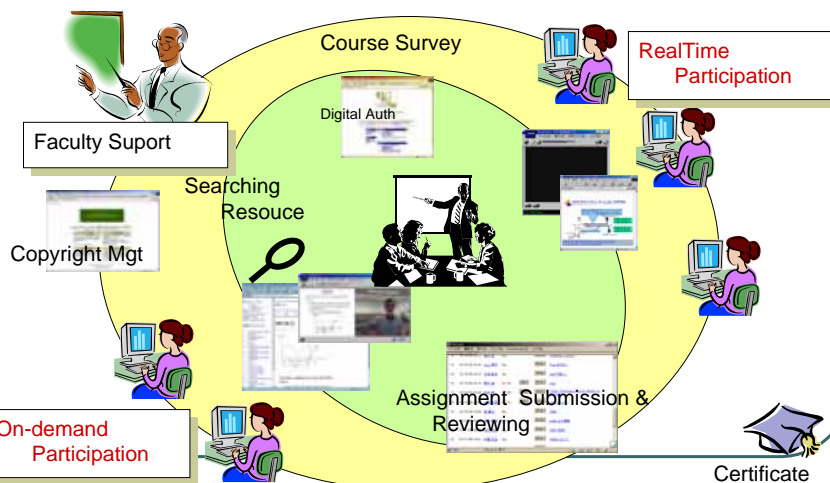 Course Survey
RealTime
Participation
Digital Auth
Faculty Suport
Searching
Resouce
Copyright Mgt
Assignment Submission &
Reviewing
On-demand
Participation
Certificate